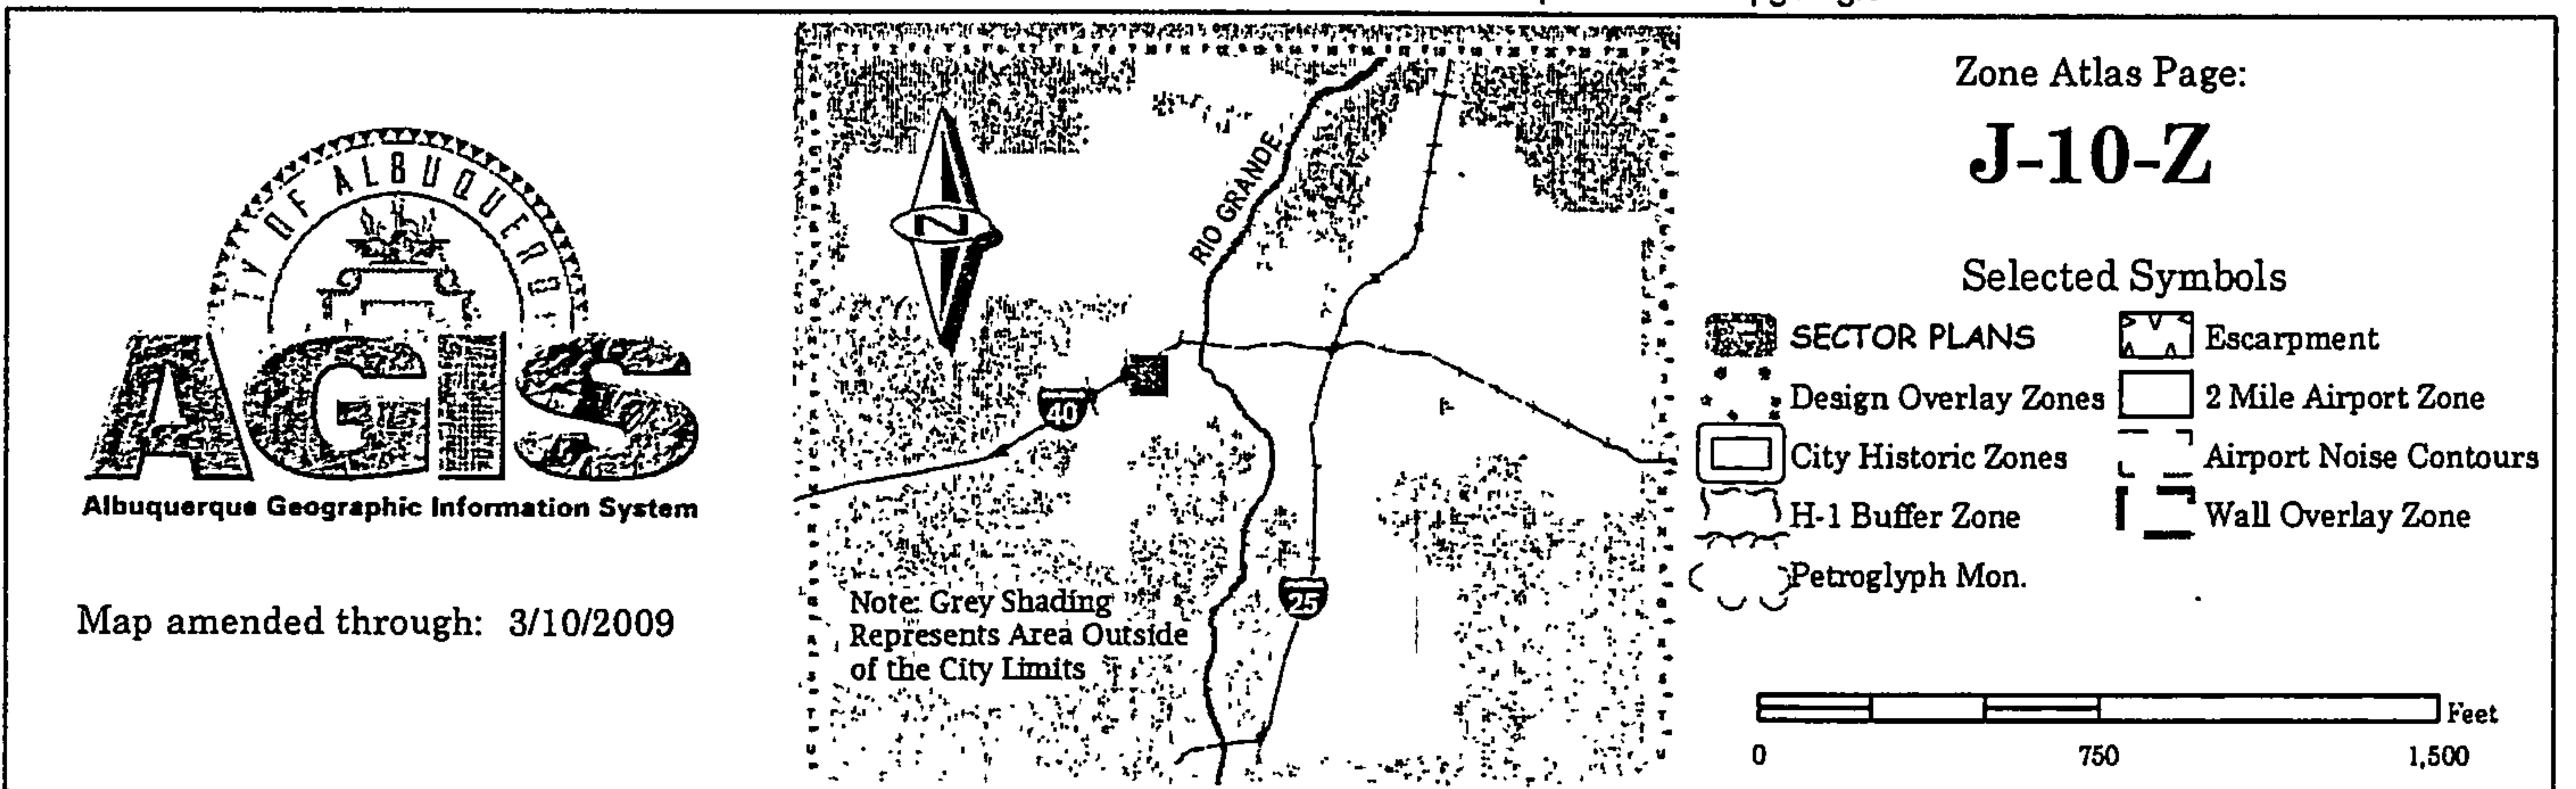 TY OF ALBUQUERQ
AGIS
Albuquerque Geographic Information System
Map amended through: 3/10/2009
N
RIO GRANDE
40
25
Note: Grey Shading
Represents Area Outside
of the City Limits
Zone Atlas Page:
J-10-Z
Selected Symbols
SECTOR PLANS
Design Overlay Zones
City Historic Zones
H-1 Buffer Zone
Petroglyph Mon.
Escarpment
2 Mile Airport Zone
Airport Noise Contours
Wall Overlay Zone
Feet
0 750 1,500